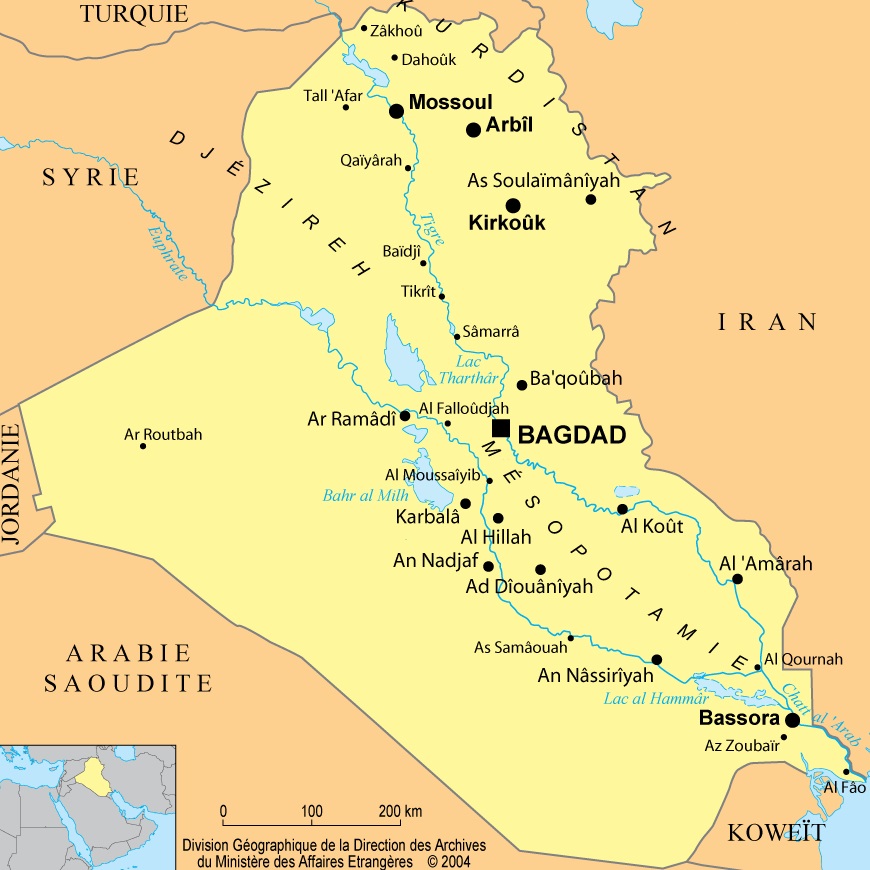 TURQUIE
KURDISTAN
Zâkhoû
Dahoûk
Tall 'Afar
Mossoul
Arbîl
DJÉZIREH
Qaïyârah
SYRIE
As Soulaïmânîyah
Kirkoûk
Tigre
Euphrate
Baïdjî
Tikrît
IRAN
Sâmarrâ
Lac
Tharthâr
Ba'qoûbah
Al Falloûdjah
Ar Ramâdî
Ar Routbah
BAGDAD
JORDANIE
MÉSOPOTAMIE
Al Moussaîyib
Bahr al Milh
Karbalâ
Al Hillah
Al Koût
An Nadjaf
Al 'Amârah
Ad Dîouânîyah
As Samâouah
ARABIE
SAOUDITE
Al Qournah
An Nâssirîyah
Lac al Hammâr
Chatt al 'Arab
Bassora
Az Zoubaïr
Al Fâo
0 100 200 km
KOWEÏT
Division Géographique de la Direction des Archives
du Ministère des Affaires Etrangères © 2004